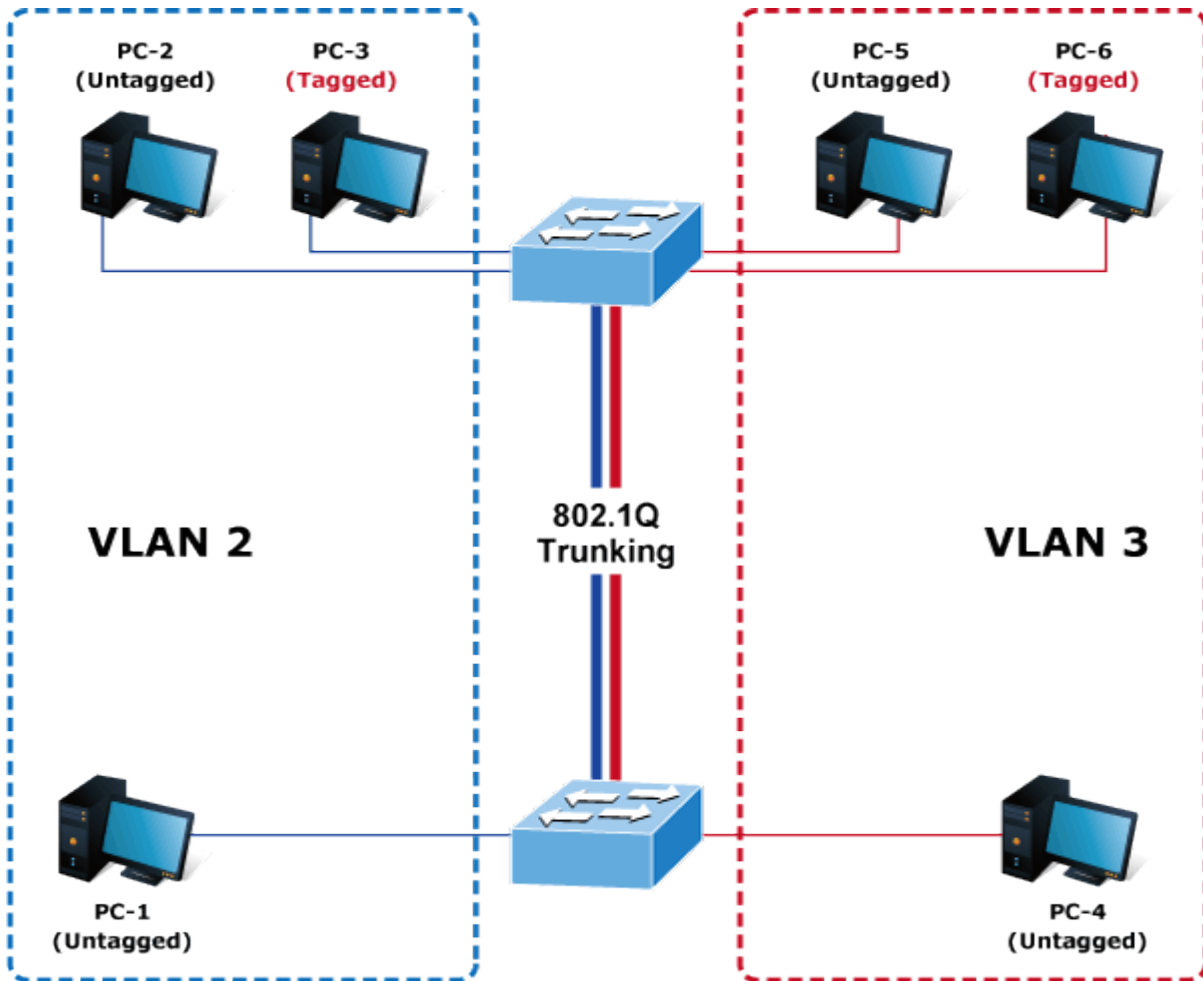 PC-2
(Untagged)
PC-3
(Tagged)
PC-5
(Untagged)
PC-6
(Tagged)
802.1Q
Trunking
VLAN 2
VLAN 3
PC-1
(Untagged)
PC-4
(Untagged)